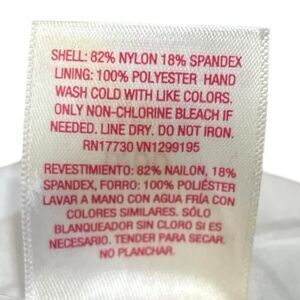 SHELL: 82% NYLON 18% SPANDEX
LINING: 100% POLYESTER HAND
WASH COLD WITH LIKE COLORS.
ONLY NON-CHLORINE BLEACH IF
NEEDED. LINE DRY. DO NOT IRON.
RN17730 VN1299195
REVESTIMIENTO: 82% NAILON, 18%
SPANDEX, FORRO: 100% POLIÉSTER
LAVAR A MANO CON AGUA FRÍA CON
COLORES SIMILARES. SÓLO
BLANQUEADOR SIN CLORO SI ES
NECESARIO. TENDER PARA SECAR.
NO PLANCHAR.